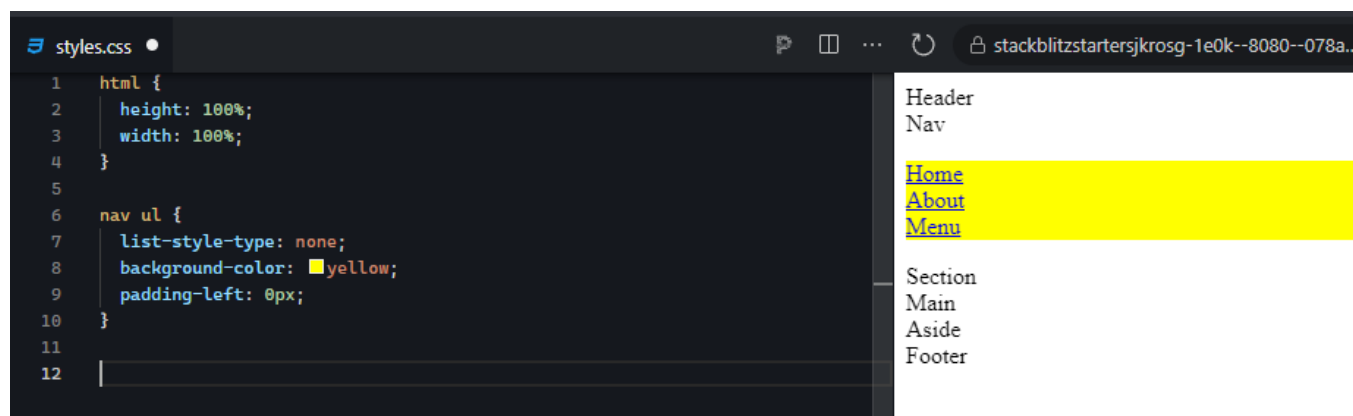 styles.css
stackblitzstartersjkrosg-1e0k--8080--078a..
1 html {
2 height: 100%;
3 width: 100%;
4 }
5
6 nav ul {
7 list-style-type: none;
8 background-color: yellow;
9 padding-left: 0px;
10 }
11
12
Header
Nav
Home
About
Menu
Section
Main
Aside
Footer